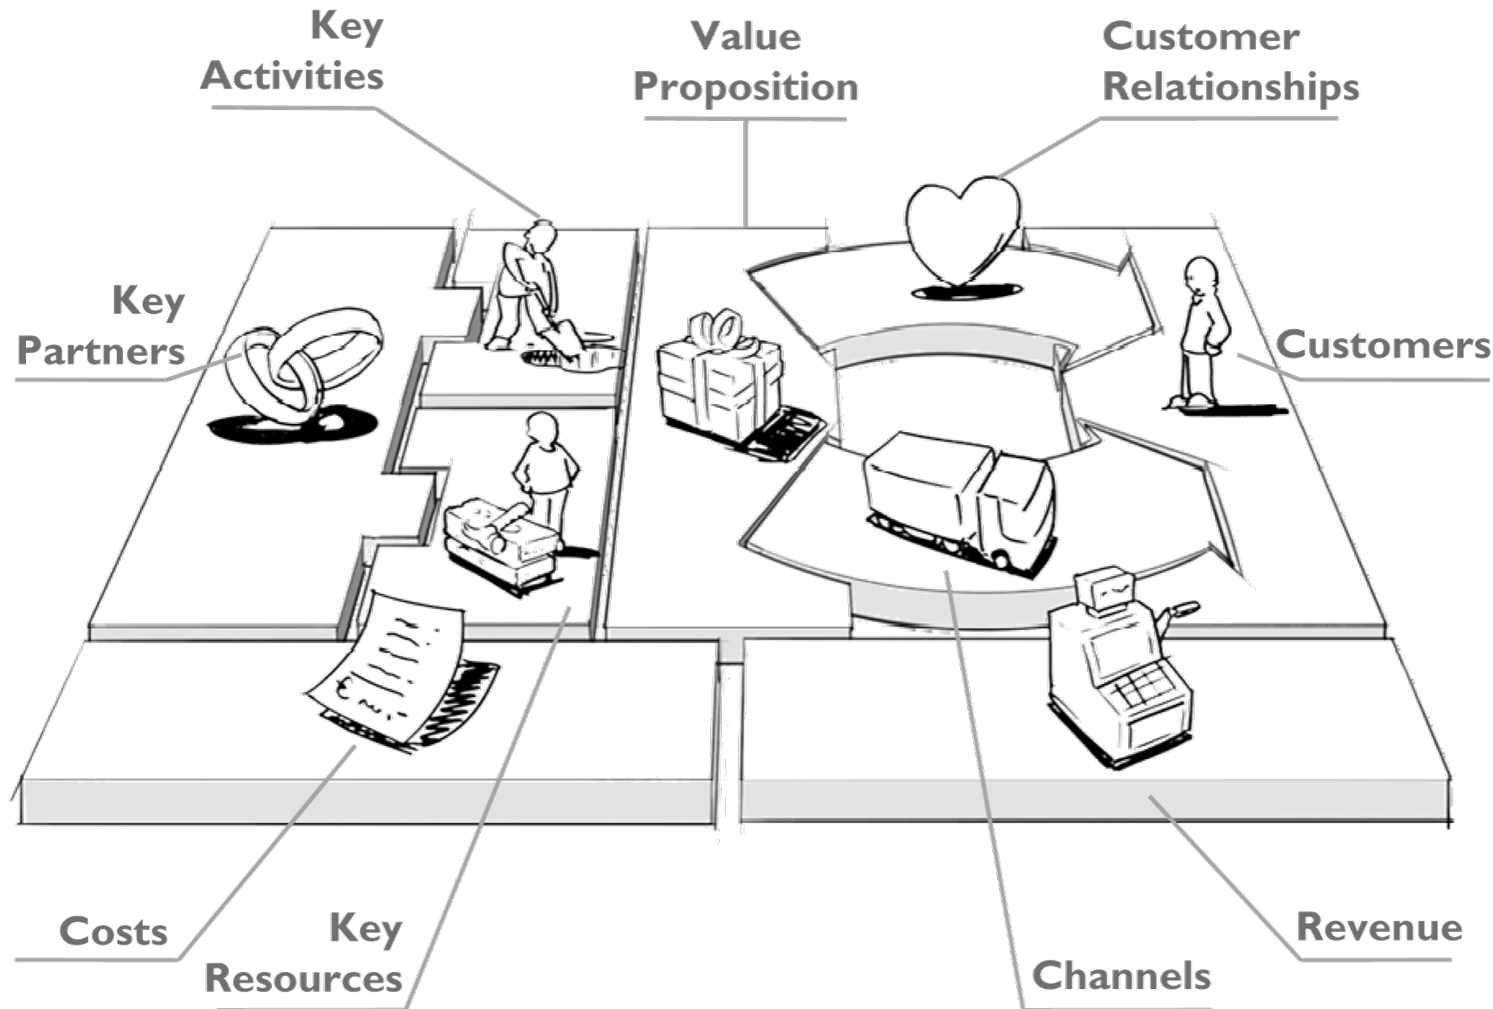 Key
Activities
Value
Proposition
Customer
Relationships
Key
Partners
Customers
Costs
Key
Resources
Channels
Revenue